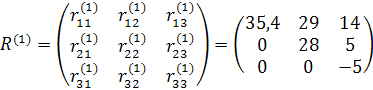 R^(1) = ( r_11^(1) r_12^(1) r_13^(1) ; r_21^(1) r_22^(1) r_23^(1) ; r_31^(1) r_32^(1) r_33^(1) ) = ( 35,4 29 14 ; 0 28 5 ; 0 0 −5 )